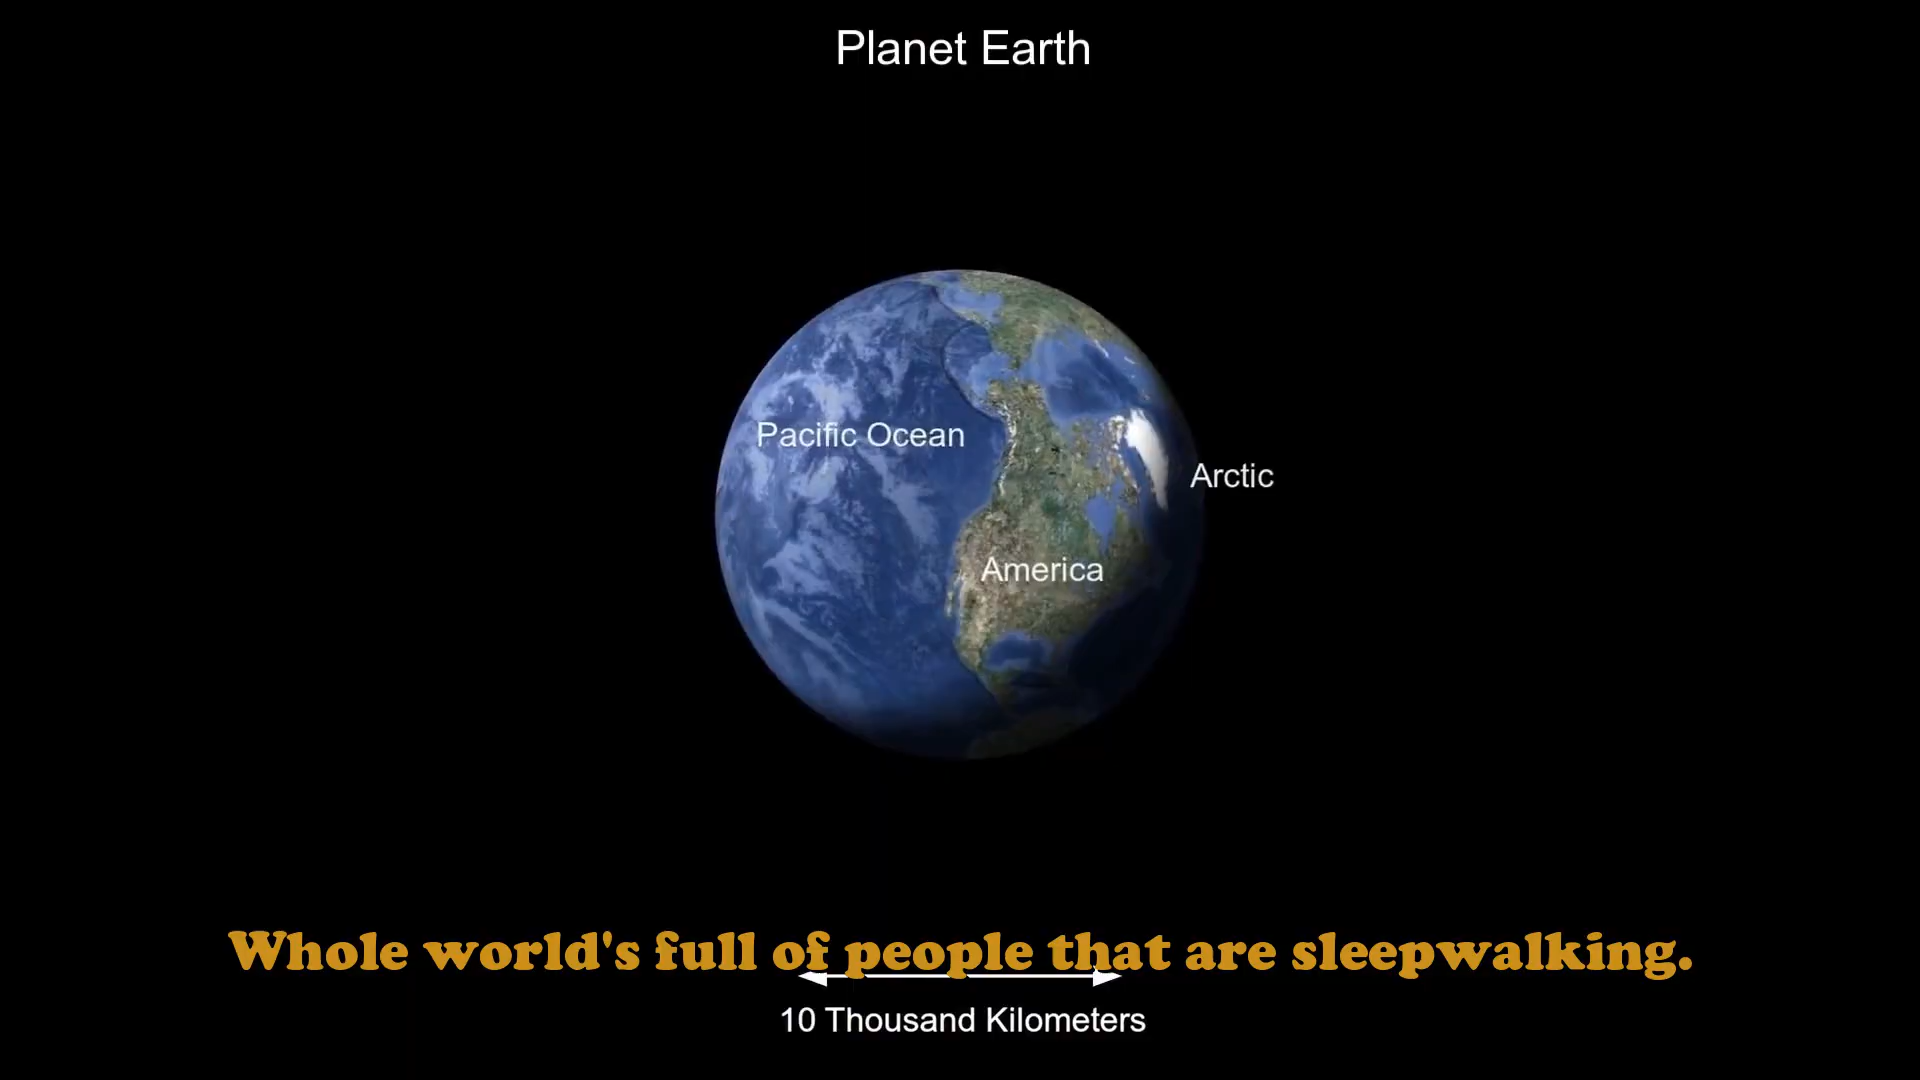 Planet Earth
Pacific Ocean
Arctic
America
Whole world's full of people that are sleepwalking.
10 Thousand Kilometers